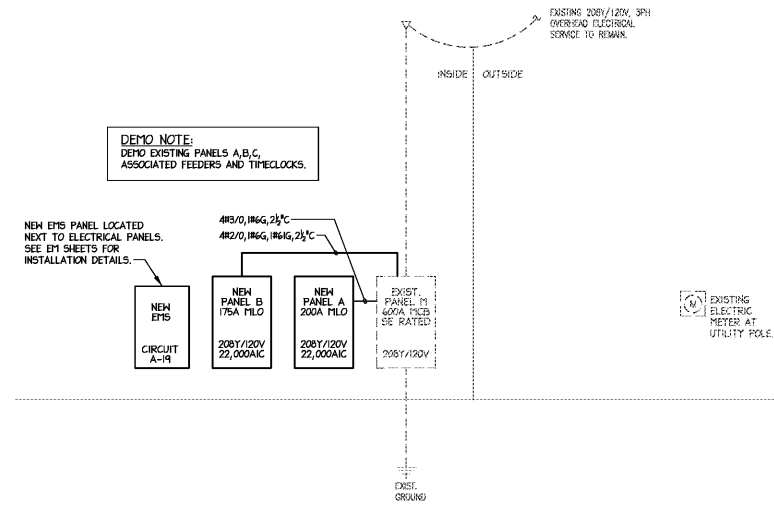 EXISTING 208Y/120V, 3PH
OVERHEAD ELECTRICAL
SERVICE TO REMAIN.
INSIDE
OUTSIDE
DEMO NOTE:
DEMO EXISTING PANELS A,B,C,
ASSOCIATED FEEDERS AND TIMECLOCKS.
4#3/0,1#6G,2½"C
4#2/0,1#6G,1#6IG,2½"C
NEW EMS PANEL LOCATED
NEXT TO ELECTRICAL PANELS.
SEE EM SHEETS FOR
INSTALLATION DETAILS.
NEW
EMS
CIRCUIT
A-19
NEW
PANEL B
175A MLO
208Y/120V
22,000AIC
NEW
PANEL A
200A MLO
208Y/120V
22,000AIC
EXIST.
PANEL M
600A MCB
SE RATED
208Y/120V
M
EXISTING
ELECTRIC
METER AT
UTILITY POLE.
EXIST.
GROUND